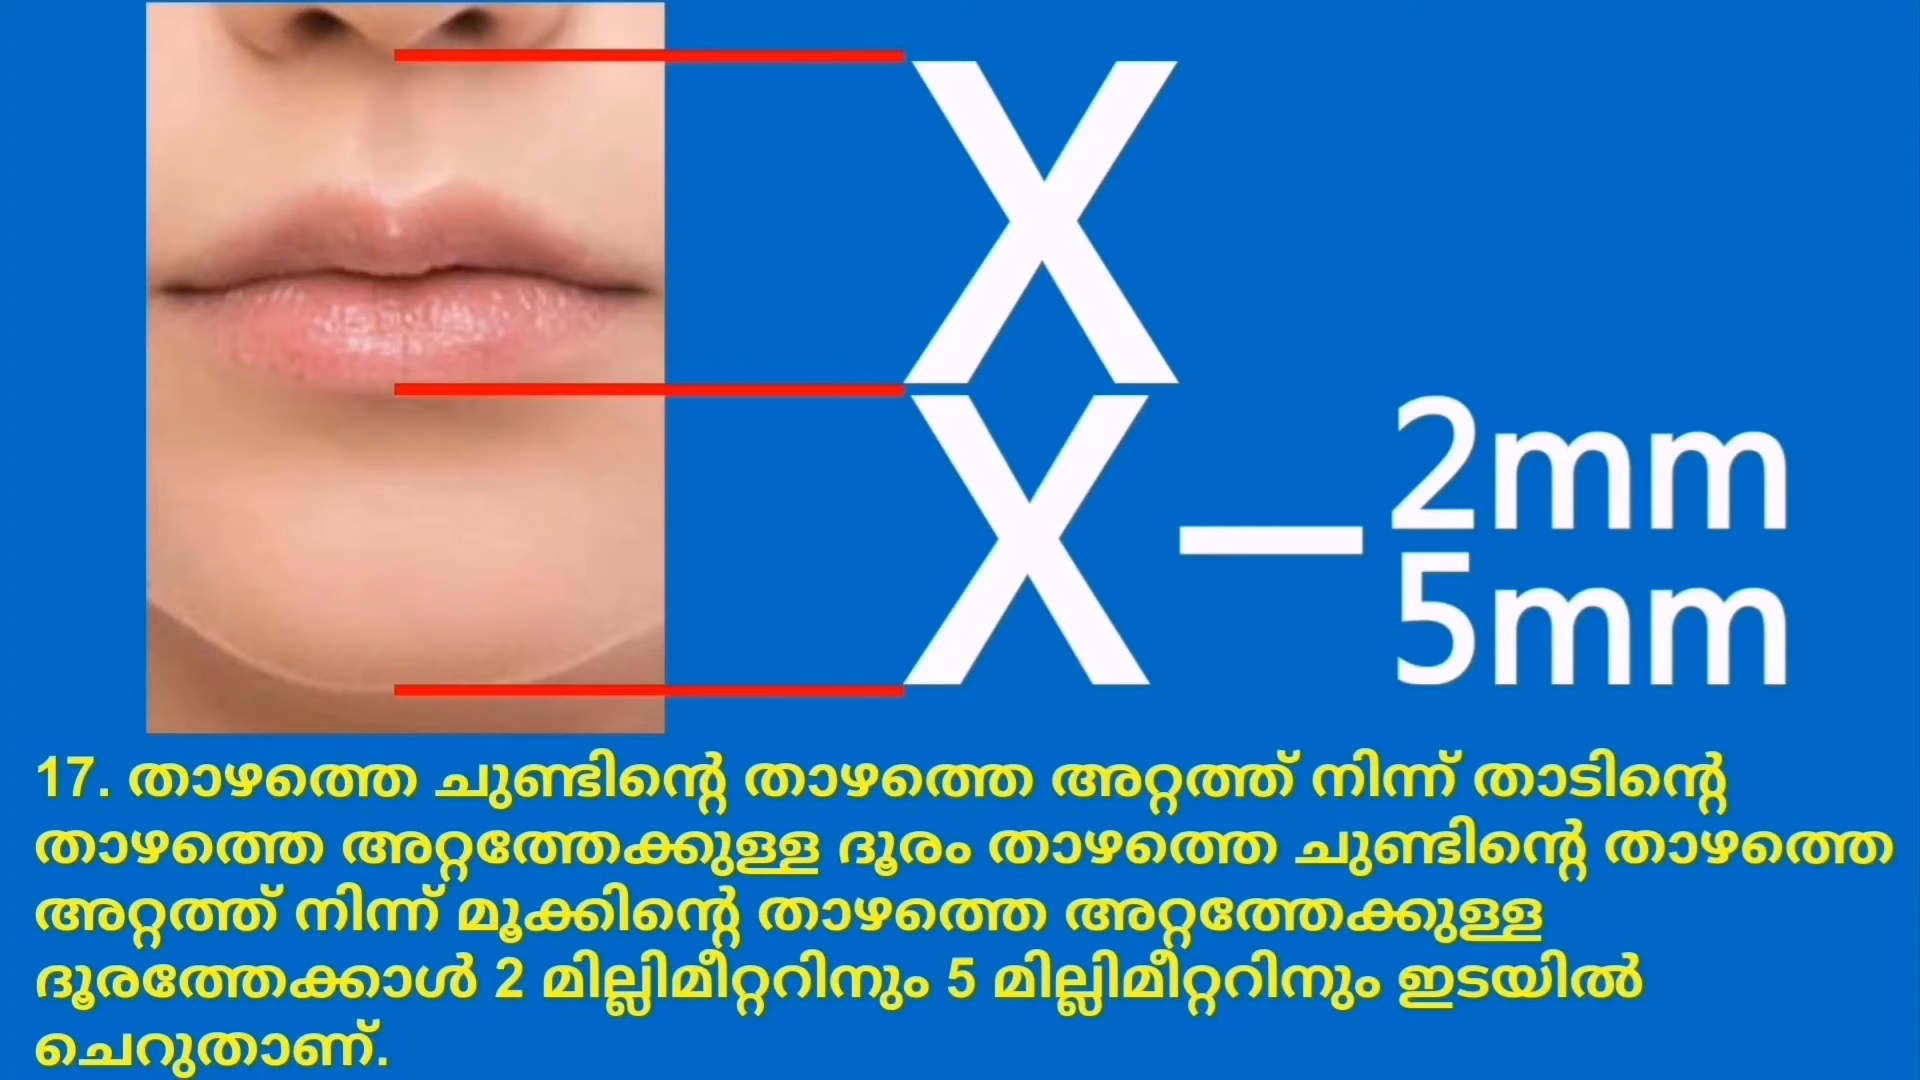 X
X – 2mm
5mm
17. താഴത്തെ ചുണ്ടിന്റെ താഴത്തെ അറ്റത്ത് നിന്ന് താടിന്റെ
താഴത്തെ അറ്റത്തേക്കുള്ള ദൂരം താഴത്തെ ചുണ്ടിന്റെ താഴത്തെ
അറ്റത്ത് നിന്ന് മൂക്കിന്റെ താഴത്തെ അറ്റത്തേക്കുള്ള
ദൂരത്തേക്കാൾ 2 മില്ലിമീറ്ററിനും 5 മില്ലിമീറ്ററിനും ഇടയിൽ
ചെറുതാണ്.